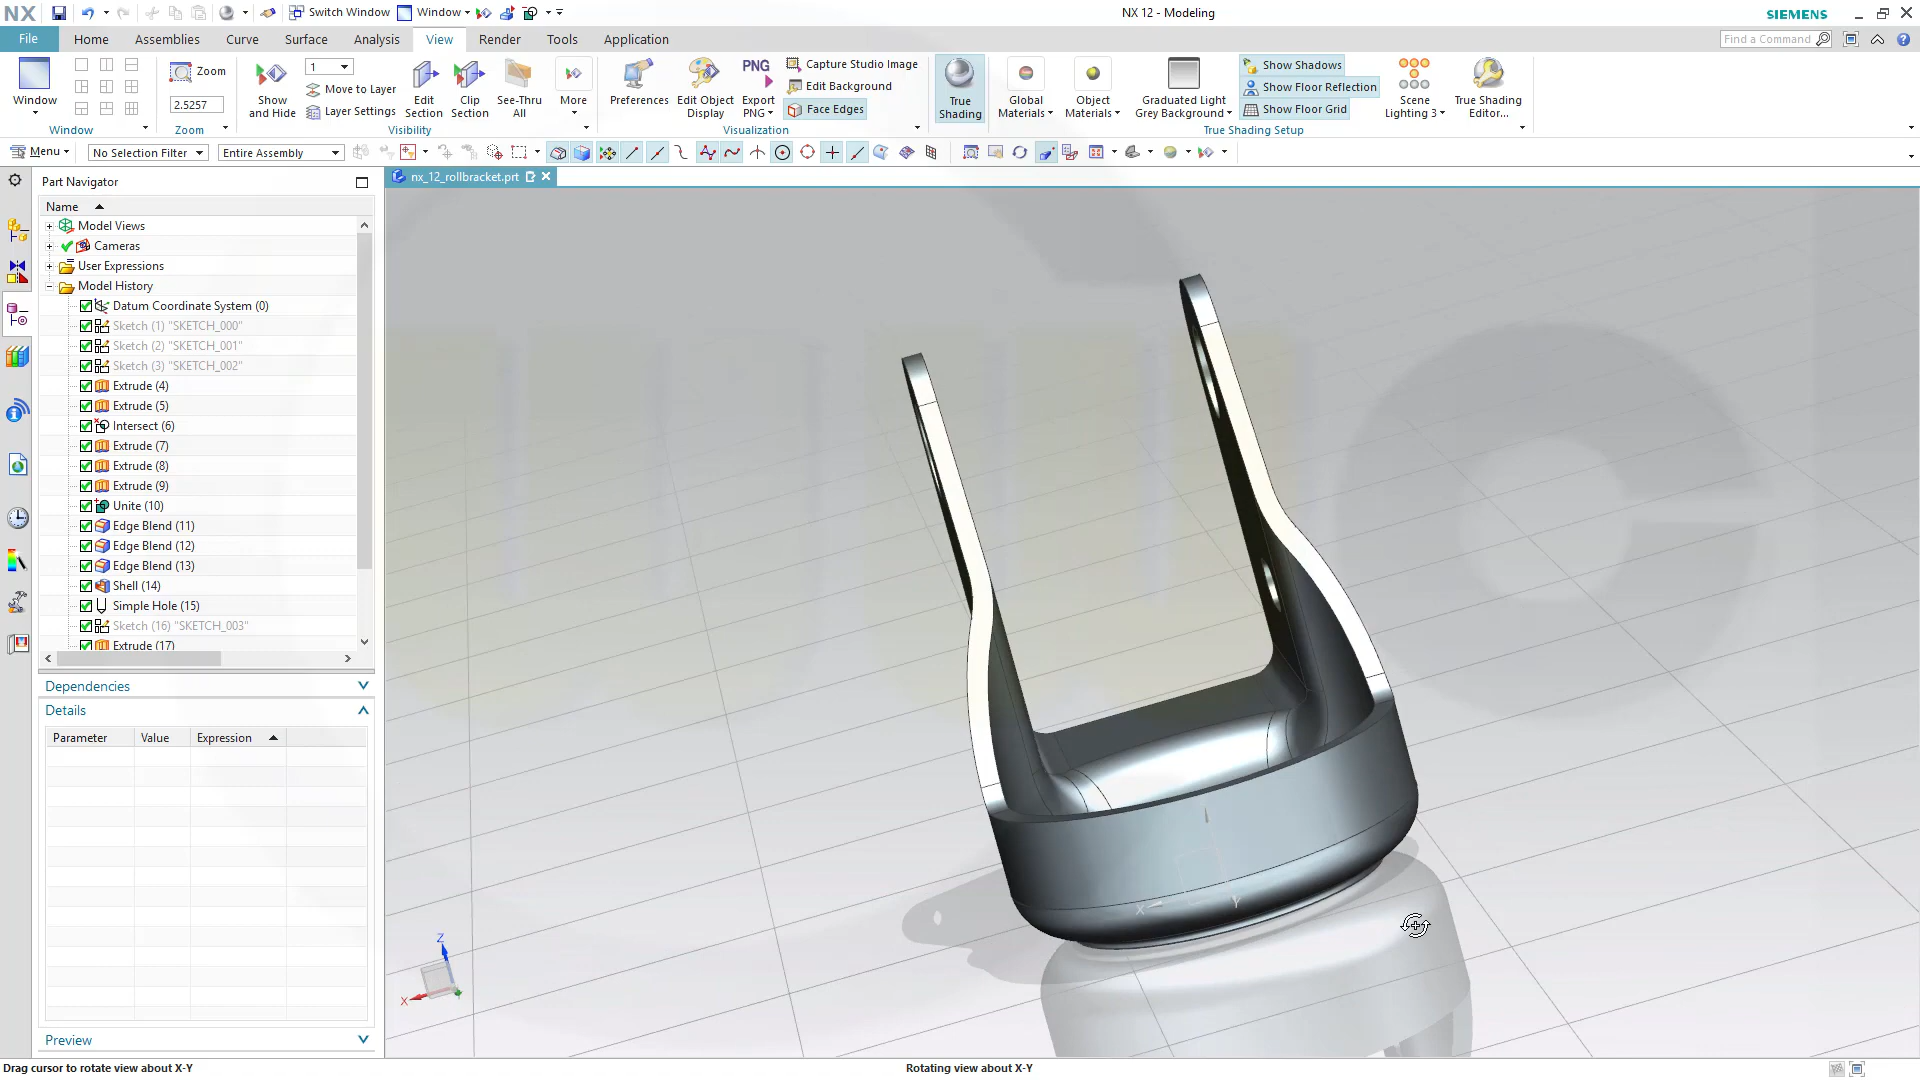 NX
Switch Window
Window
NX 12 - Modeling
SIEMENS
File
Home
Assemblies
Curve
Surface
Analysis
View
Render
Tools
Application
Find a Command
Window
Window
Zoom
2.5257
Zoom
Show
and Hide
1
Move to Layer
Layer Settings
Edit
Section
Clip
Section
See-Thru
All
More
Visibility
Preferences
Edit Object
Display
PNG
Export
PNG
Capture Studio Image
Edit Background
Face Edges
Visualization
True
Shading
Global
Materials
Object
Materials
Graduated Light
Grey Background
Show Shadows
Show Floor Reflection
Show Floor Grid
Scene
Lighting 3
True Shading
Editor...
True Shading Setup
Menu
No Selection Filter
Entire Assembly
Part Navigator
nx_12_rollbracket.prt
Name
Model Views
Cameras
User Expressions
Model History
Datum Coordinate System (0)
Sketch (1) "SKETCH_000"
Sketch (2) "SKETCH_001"
Sketch (3) "SKETCH_002"
Extrude (4)
Extrude (5)
Intersect (6)
Extrude (7)
Extrude (8)
Extrude (9)
Unite (10)
Edge Blend (11)
Edge Blend (12)
Edge Blend (13)
Shell (14)
Simple Hole (15)
Sketch (16) "SKETCH_003"
Extrude (17)
Dependencies
Details
Parameter
Value
Expression
Preview
X
Y
Z
X
Drag cursor to rotate view about X-Y
Rotating view about X-Y